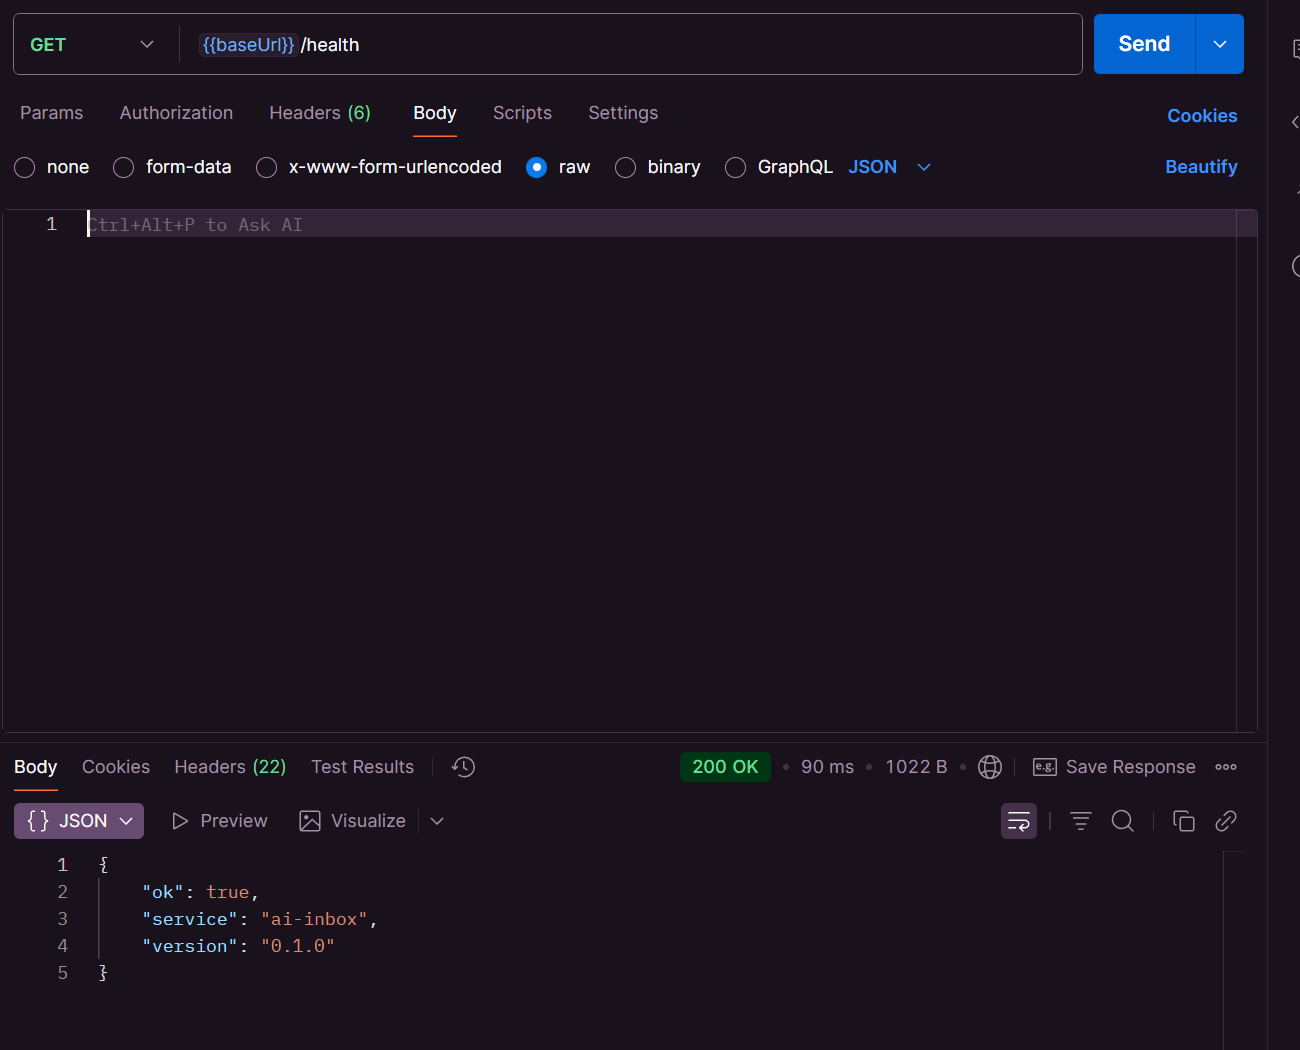 GET {{baseUrl}}/health Send
Params Authorization Headers (6) Body Scripts Settings Cookies
none form-data x-www-form-urlencoded raw binary GraphQL JSON Beautify
1 Ctrl+Alt+P to Ask AI
Body Cookies Headers (22) Test Results 200 OK • 90 ms • 1022 B • e.g. Save Response
{} JSON Preview Visualize
1 {
2 "ok": true,
3 "service": "ai-inbox",
4 "version": "0.1.0"
5 }